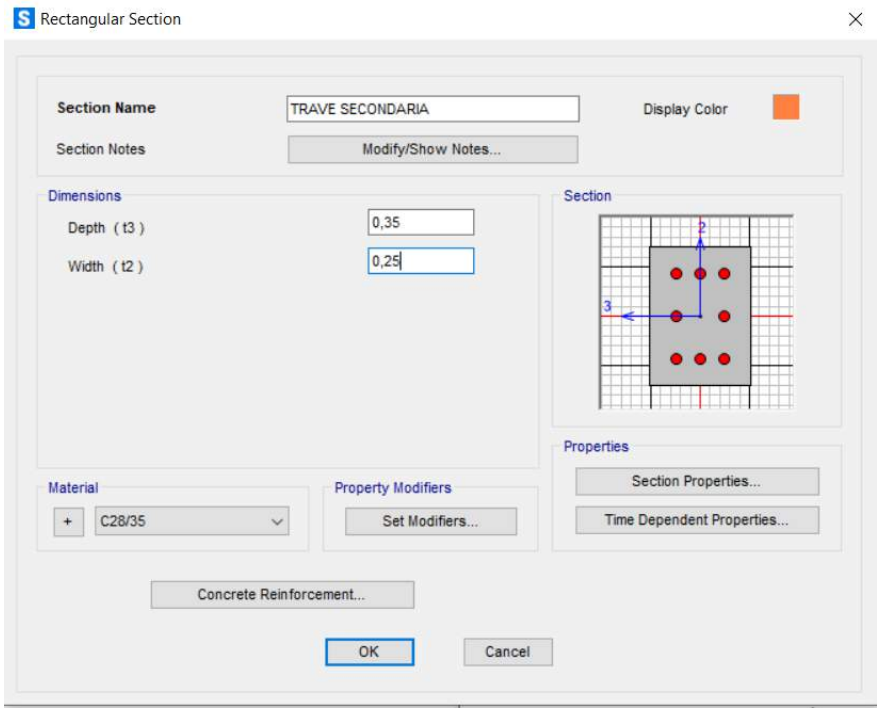 S Rectangular Section
Section Name
TRAVE SECONDARIA
Display Color
Section Notes
Modify/Show Notes...
Dimensions
Depth ( t3 )
0,35
Width ( t2 )
0,25
Section
2
3
Properties
Section Properties...
Time Dependent Properties...
Material
+
C28/35
Property Modifiers
Set Modifiers...
Concrete Reinforcement...
OK
Cancel